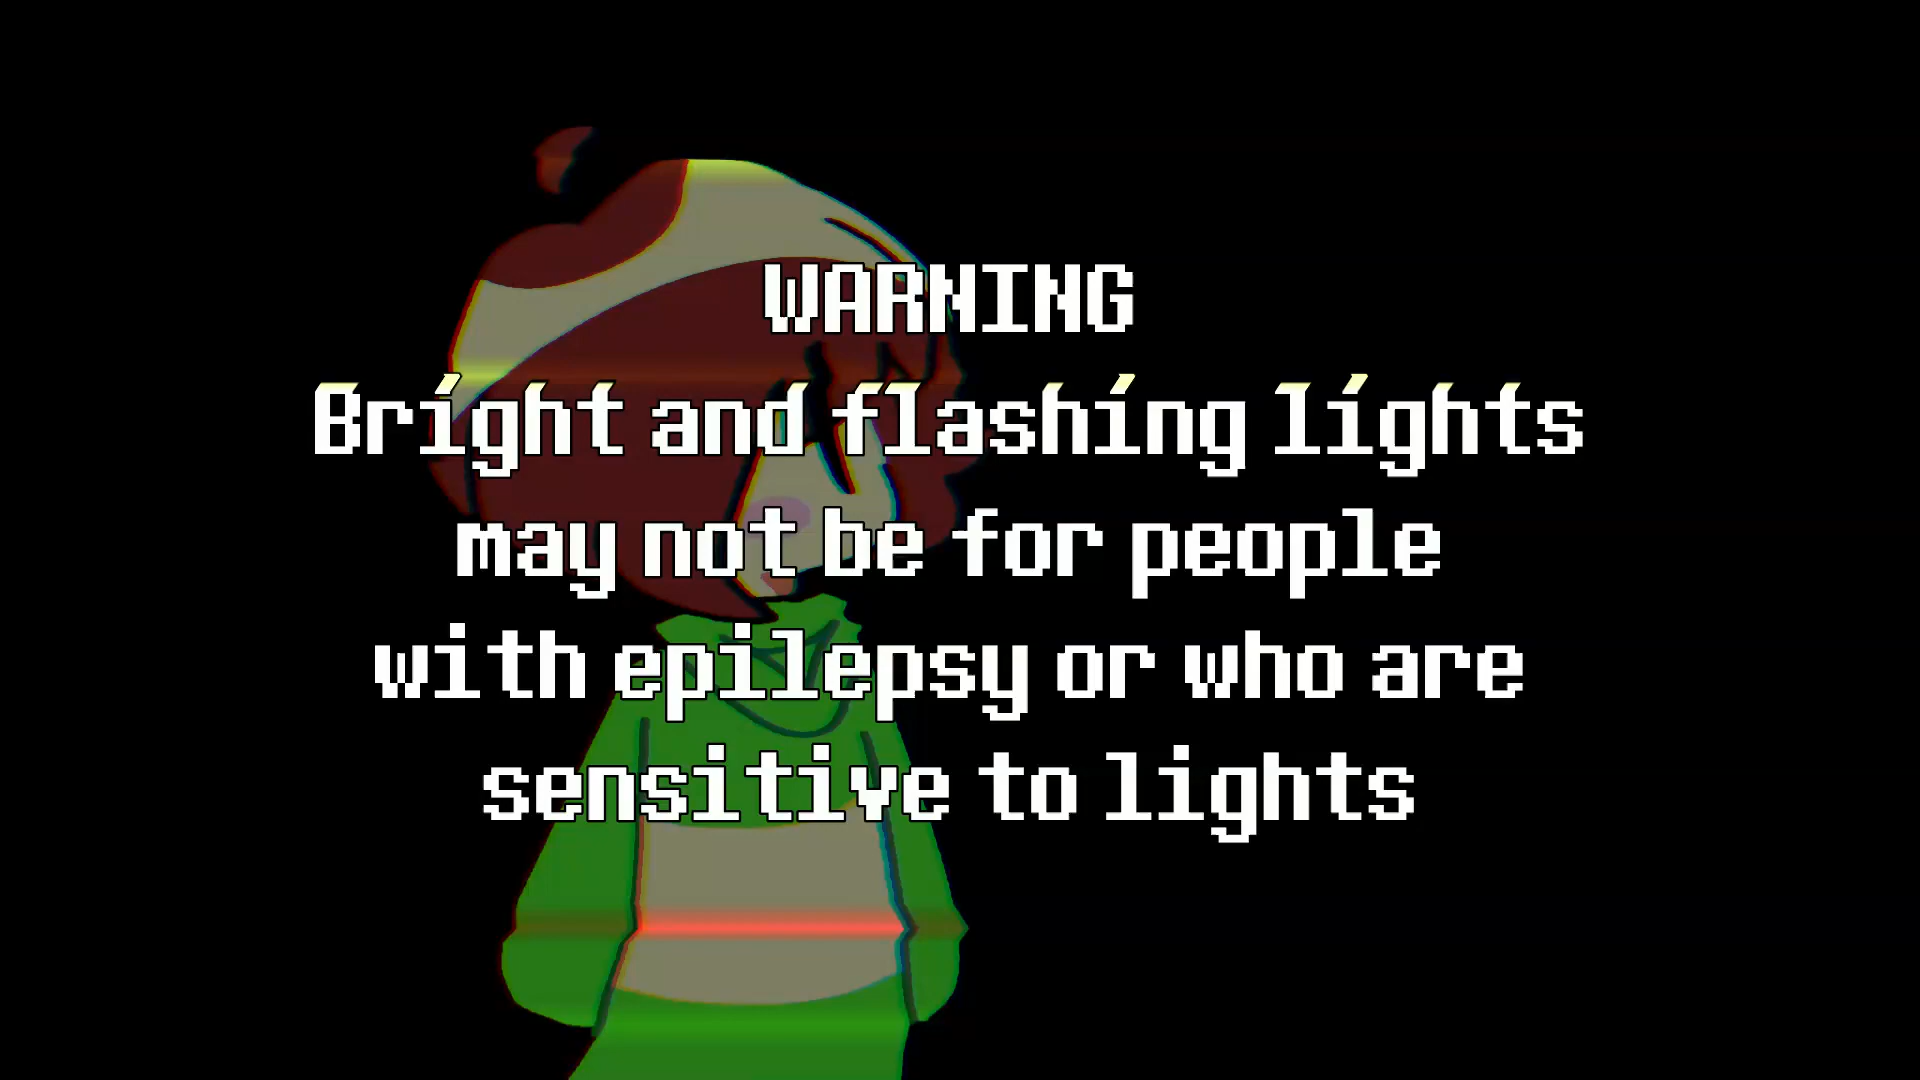 WARNING
Bright and flashing lights
may not be for people
with epilepsy or who are
sensitive to lights